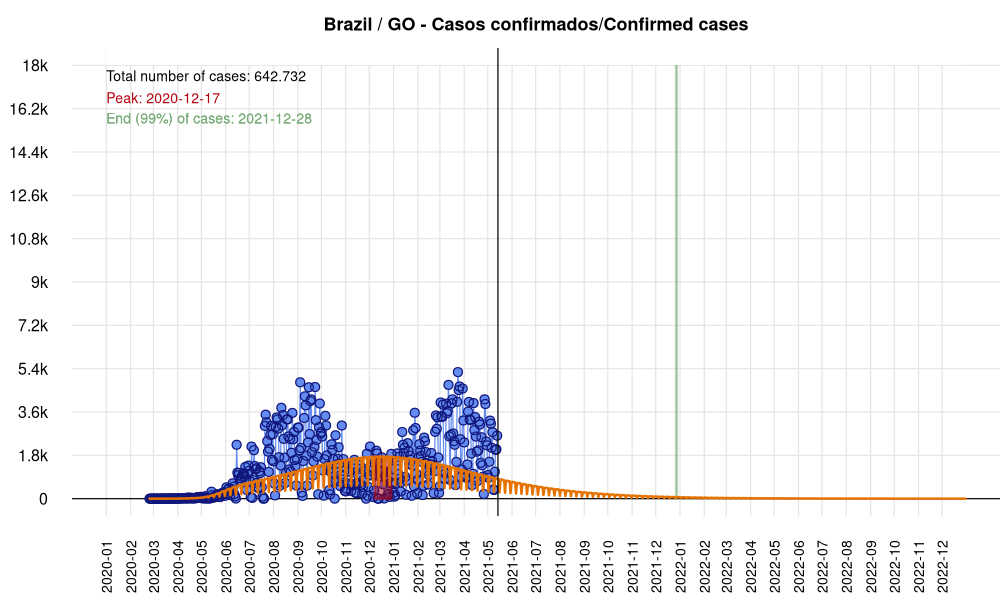 Brazil / GO - Casos confirmados/Confirmed cases
Total number of cases: 642.732
Peak: 2020-12-17
End (99%) of cases: 2021-12-28
18k
16.2k
14.4k
12.6k
10.8k
9k
7.2k
5.4k
3.6k
1.8k
0
2020-01
2020-02
2020-03
2020-04
2020-05
2020-06
2020-07
2020-08
2020-09
2020-10
2020-11
2020-12
2021-01
2021-02
2021-03
2021-04
2021-05
2021-06
2021-07
2021-08
2021-09
2021-10
2021-11
2021-12
2022-01
2022-02
2022-03
2022-04
2022-05
2022-06
2022-07
2022-08
2022-09
2022-10
2022-11
2022-12